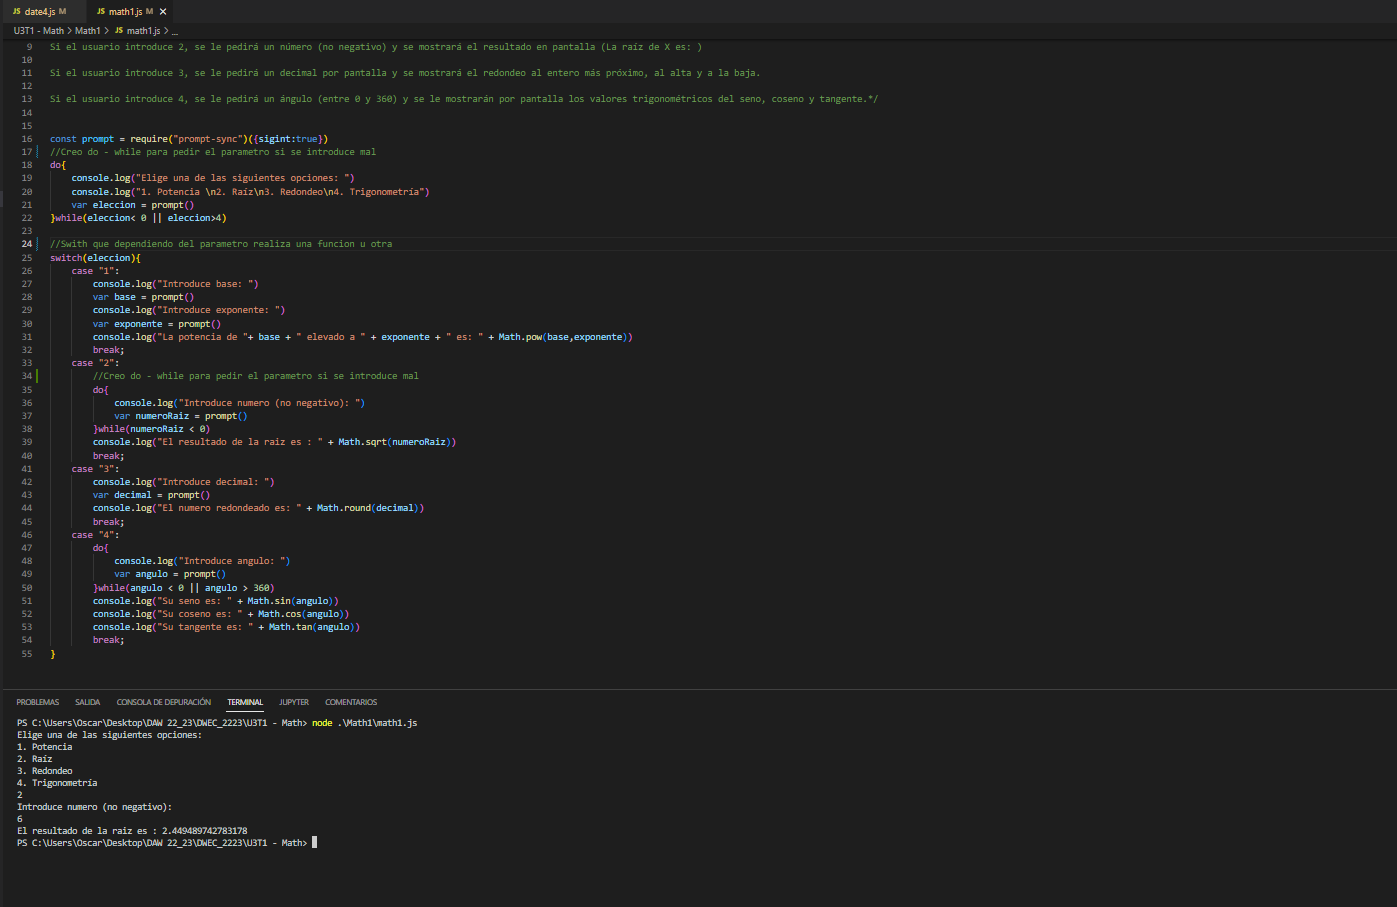 JS date4.js M JS math1.js M ×
U3T1 - Math > Math1 > JS math1.js > ...
9 Si el usuario introduce 2, se le pedirá un número (no negativo) y se mostrará el resultado en pantalla (La raíz de X es: )
10
11 Si el usuario introduce 3, se le pedirá un decimal por pantalla y se mostrará el redondeo al entero más próximo, al alta y a la baja.
12
13 Si el usuario introduce 4, se le pedirá un ángulo (entre 0 y 360) y se le mostrarán por pantalla los valores trigonométricos del seno, coseno y tangente.*/
14
15
16 const prompt = require("prompt-sync")({sigint:true})
17 //Creo do - while para pedir el parametro si se introduce mal
18 do{
19 console.log("Elige una de las siguientes opciones: ")
20 console.log("1. Potencia \n2. Raíz\n3. Redondeo\n4. Trigonometría")
21 var eleccion = prompt()
22 }while(eleccion< 0 || eleccion>4)
23
24 //Swith que dependiendo del parametro realiza una funcion u otra
25 switch(eleccion){
26 case "1":
27 console.log("Introduce base: ")
28 var base = prompt()
29 console.log("Introduce exponente: ")
30 var exponente = prompt()
31 console.log("La potencia de "+ base + " elevado a " + exponente + " es: " + Math.pow(base,exponente))
32 break;
33 case "2":
34 //Creo do - while para pedir el parametro si se introduce mal
35 do{
36 console.log("Introduce numero (no negativo): ")
37 var numeroRaiz = prompt()
38 }while(numeroRaiz < 0)
39 console.log("El resultado de la raiz es : " + Math.sqrt(numeroRaiz))
40 break;
41 case "3":
42 console.log("Introduce decimal: ")
43 var decimal = prompt()
44 console.log("El numero redondeado es: " + Math.round(decimal))
45 break;
46 case "4":
47 do{
48 console.log("Introduce angulo: ")
49 var angulo = prompt()
50 }while(angulo < 0 || angulo > 360)
51 console.log("Su seno es: " + Math.sin(angulo))
52 console.log("Su coseno es: " + Math.cos(angulo))
53 console.log("Su tangente es: " + Math.tan(angulo))
54 break;
55 }
PROBLEMAS SALIDA CONSOLA DE DEPURACIÓN TERMINAL JUPYTER COMENTARIOS
PS C:\Users\Oscar\Desktop\DAW 22_23\DWEC_2223\U3T1 - Math> node .\Math1\math1.js
Elige una de las siguientes opciones:
1. Potencia
2. Raíz
3. Redondeo
4. Trigonometría
2
Introduce numero (no negativo):
6
El resultado de la raiz es : 2.449489742783178
PS C:\Users\Oscar\Desktop\DAW 22_23\DWEC_2223\U3T1 - Math>